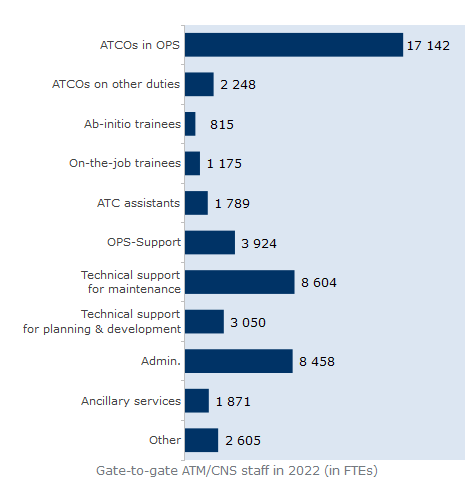 ATCOs in OPS 17 142
ATCOs on other duties 2 248
Ab-initio trainees 815
On-the-job trainees 1 175
ATC assistants 1 789
OPS-Support 3 924
Technical support
for maintenance 8 604
Technical support
for planning & development 3 050
Admin. 8 458
Ancillary services 1 871
Other 2 605
Gate-to-gate ATM/CNS staff in 2022 (in FTEs)